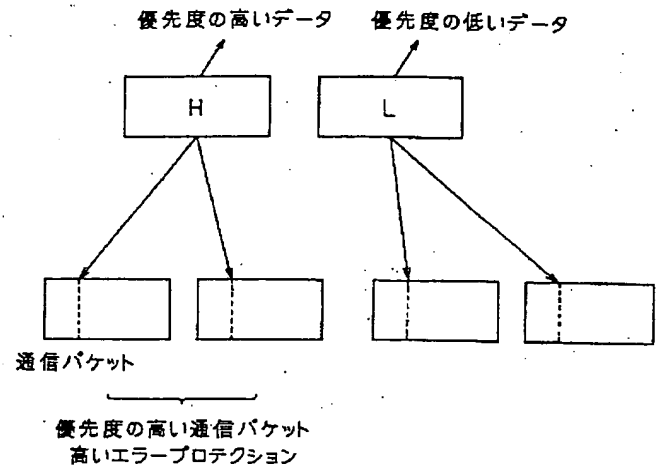 優先度の高いデータ
優先度の低いデータ
H
L
通信パケット
優先度の高い通信パケット
高いエラープロテクション